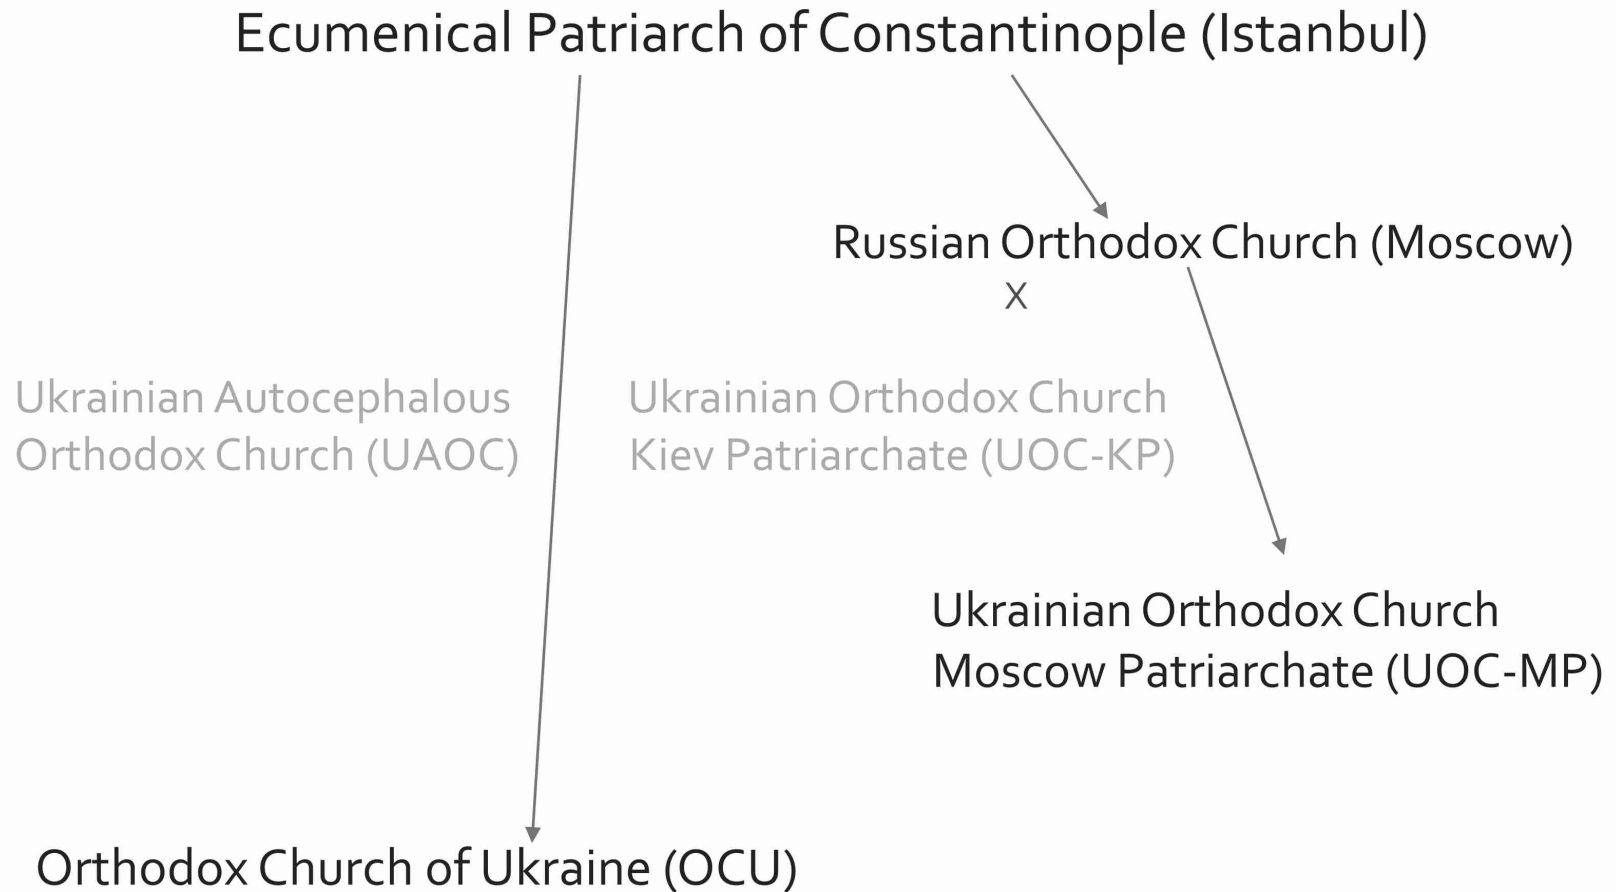 Ecumenical Patriarch of Constantinople (Istanbul)
Russian Orthodox Church (Moscow)
X
Ukrainian Autocephalous
Orthodox Church (UAOC)
Ukrainian Orthodox Church
Kiev Patriarchate (UOC-KP)
Ukrainian Orthodox Church
Moscow Patriarchate (UOC-MP)
Orthodox Church of Ukraine (OCU)